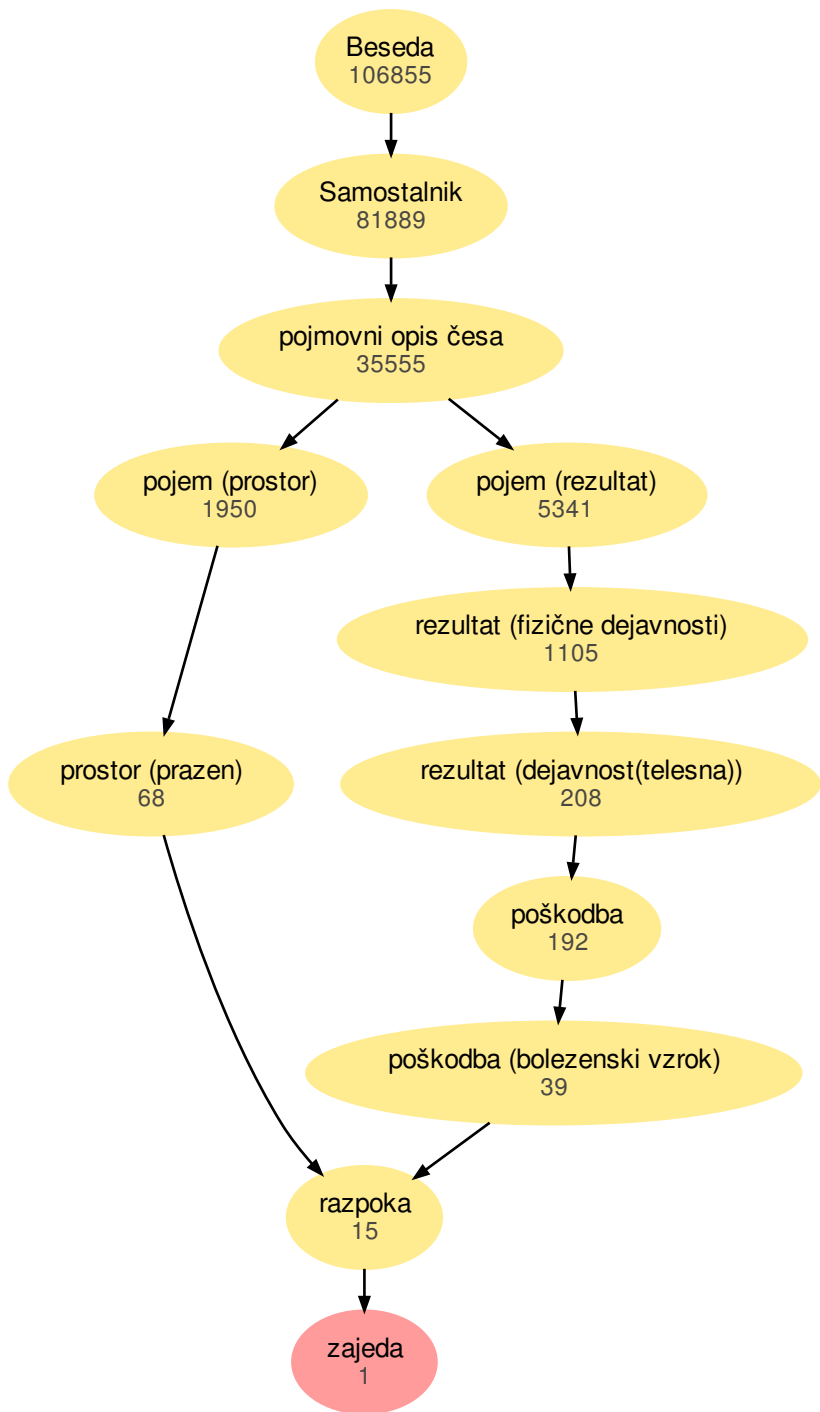 Beseda
106855
Samostalnik
81889
pojmovni opis česa
35555
pojem (prostor)
1950
pojem (rezultat)
5341
rezultat (fizične dejavnosti)
1105
prostor (prazen)
68
rezultat (dejavnost(telesna))
208
poškodba
192
poškodba (bolezenski vzrok)
39
razpoka
15
zajeda
1